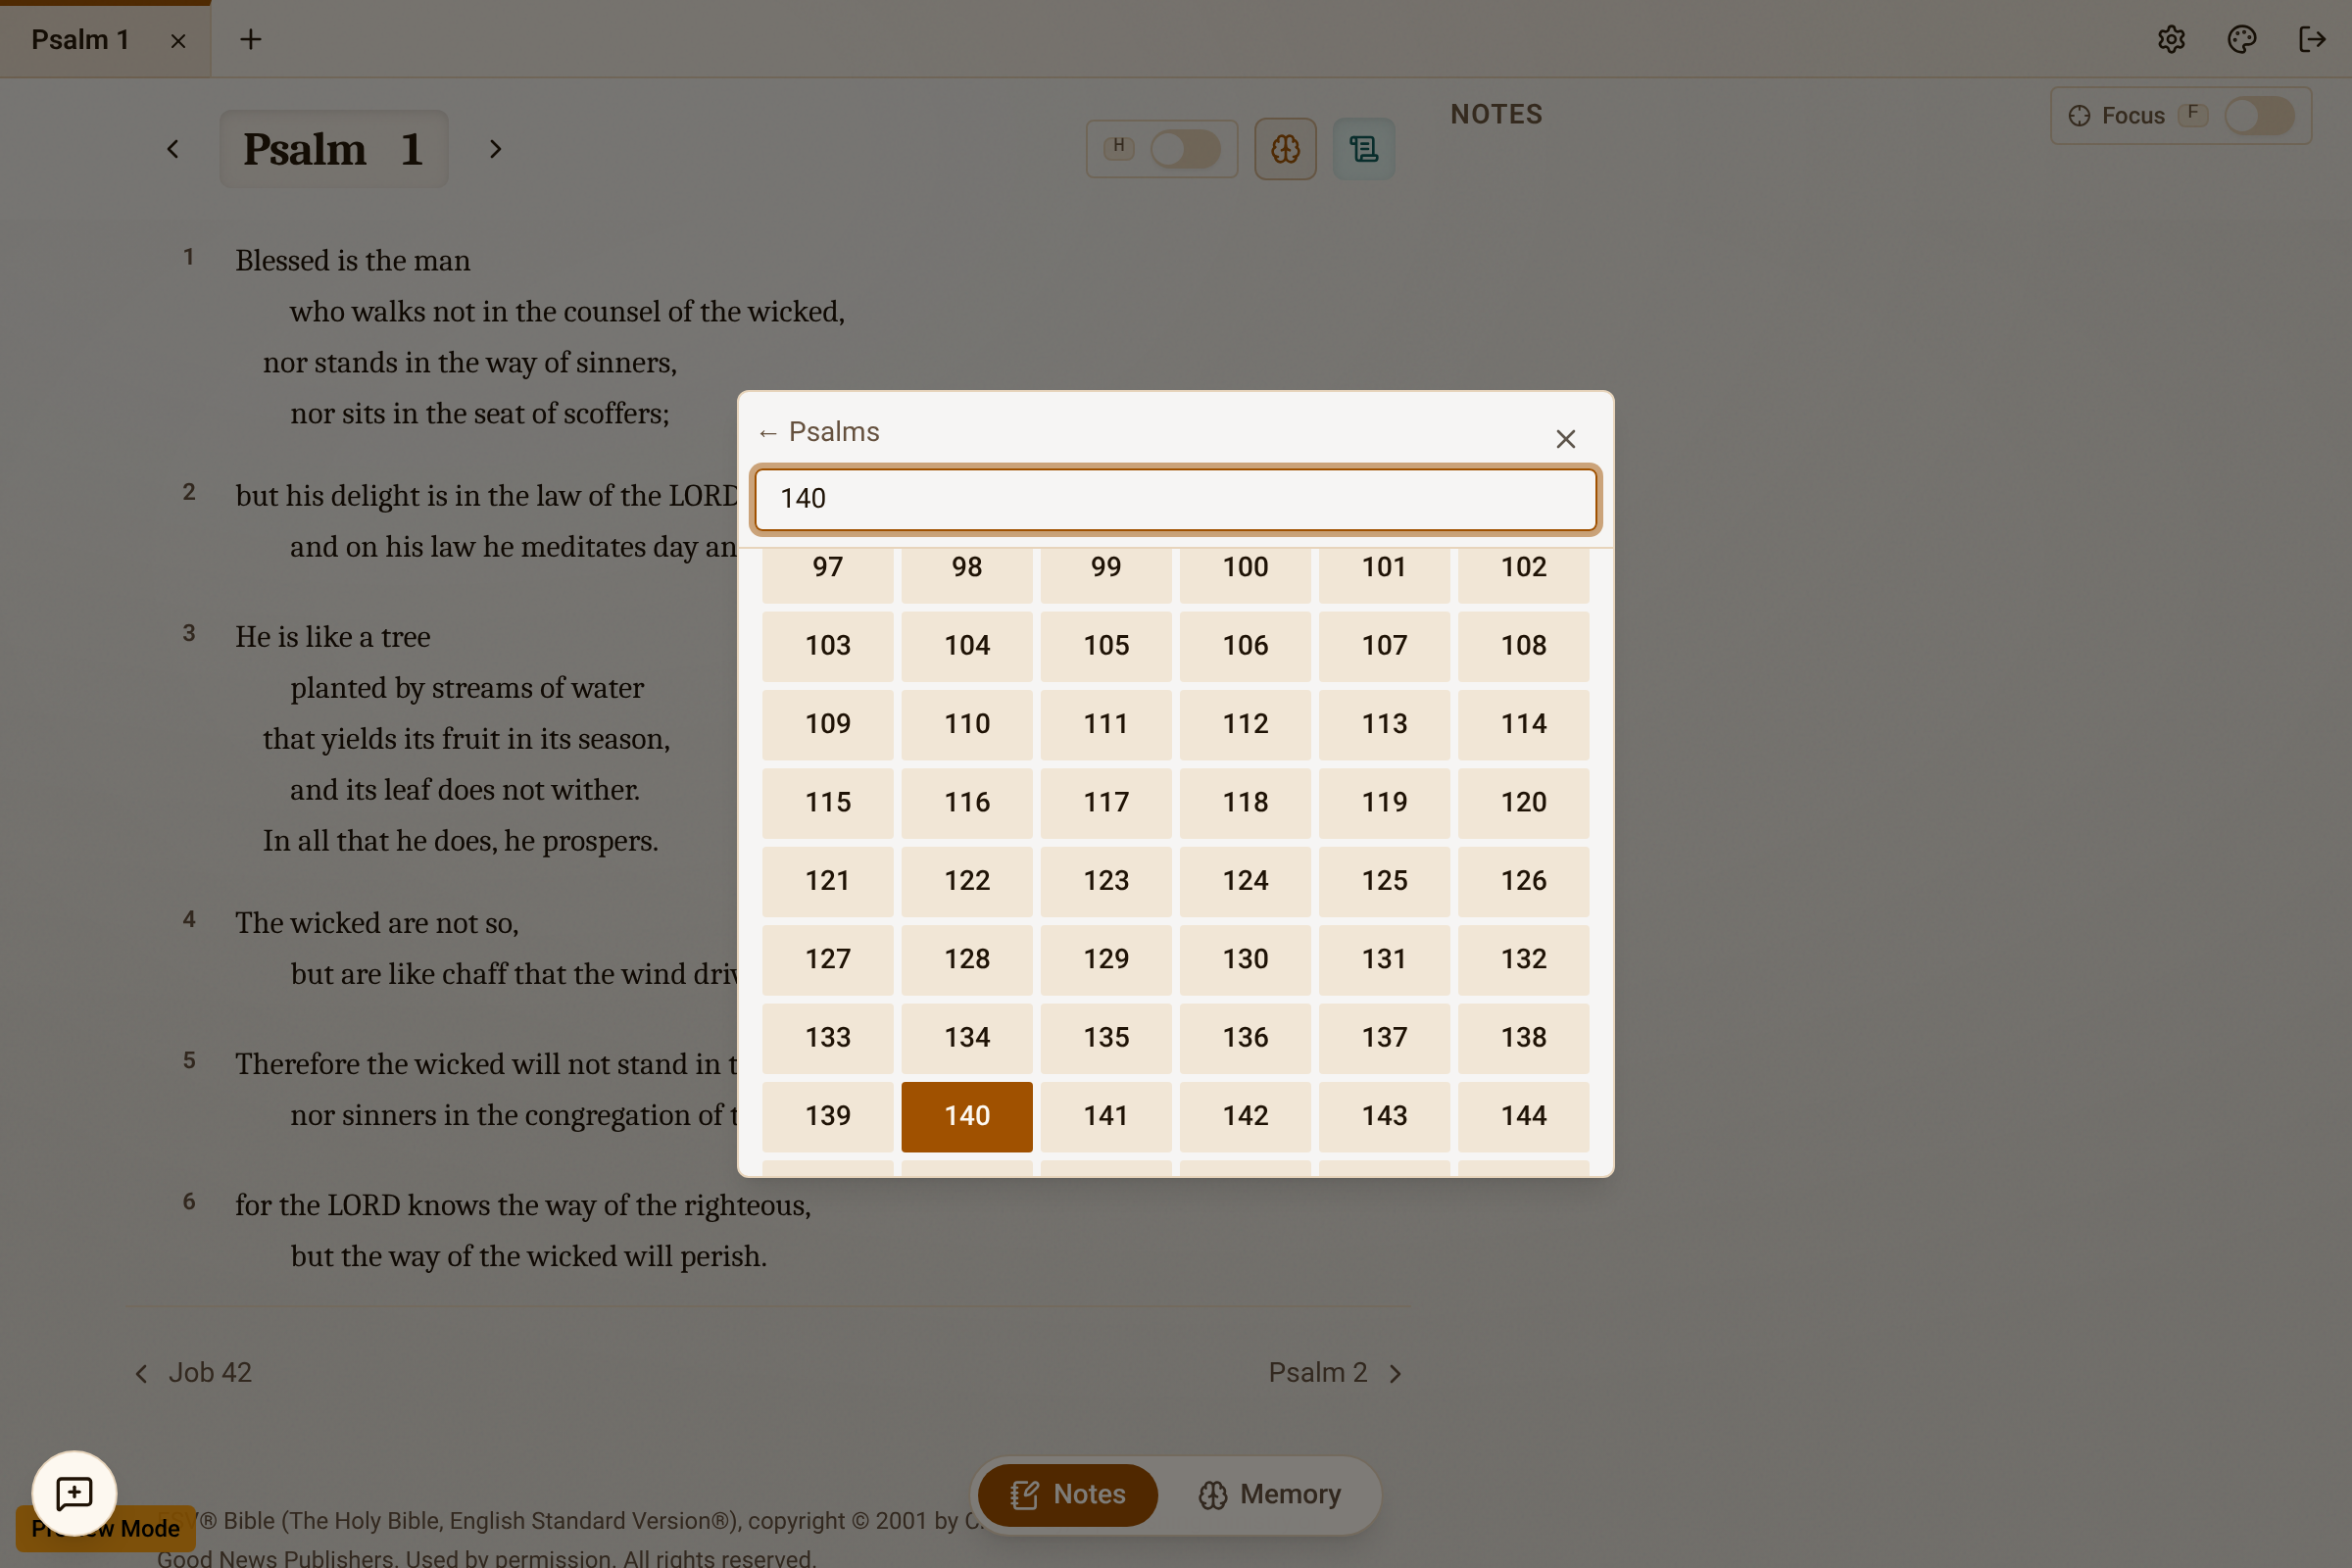 Psalm 1
Psalm 1
H
NOTES
Focus F
1 Blessed is the man
who walks not in the counsel of the wicked,
nor stands in the way of sinners,
nor sits in the seat of scoffers;
2 but his delight is in the law of the LORD
and on his law he meditates day an
3 He is like a tree
planted by streams of water
that yields its fruit in its season,
and its leaf does not wither.
In all that he does, he prospers.
4 The wicked are not so,
but are like chaff that the wind driv
5 Therefore the wicked will not stand in t
nor sinners in the congregation of t
6 for the LORD knows the way of the righteous,
but the way of the wicked will perish.
← Psalms
140
97 98 99 100 101 102
103 104 105 106 107 108
109 110 111 112 113 114
115 116 117 118 119 120
121 122 123 124 125 126
127 128 129 130 131 132
133 134 135 136 137 138
139 140 141 142 143 144
Job 42
Psalm 2
Notes Memory
® Bible (The Holy Bible, English Standard Version®), copyright © 2001 by
Good News Publishers. Used by permission. All rights reserved.
Mode